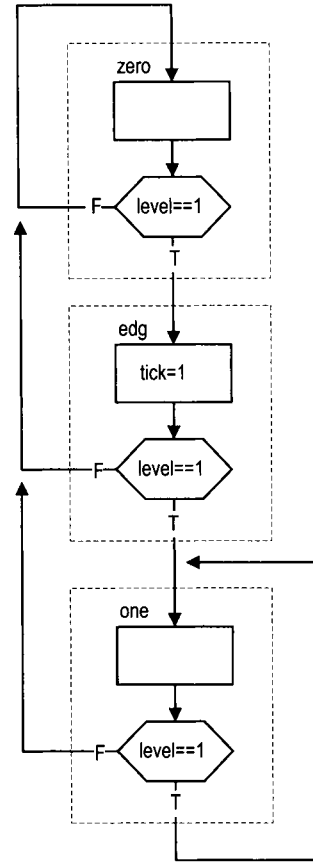 zero
F level==1
T
edg
tick=1
F level==1
T
one
F level==1
T